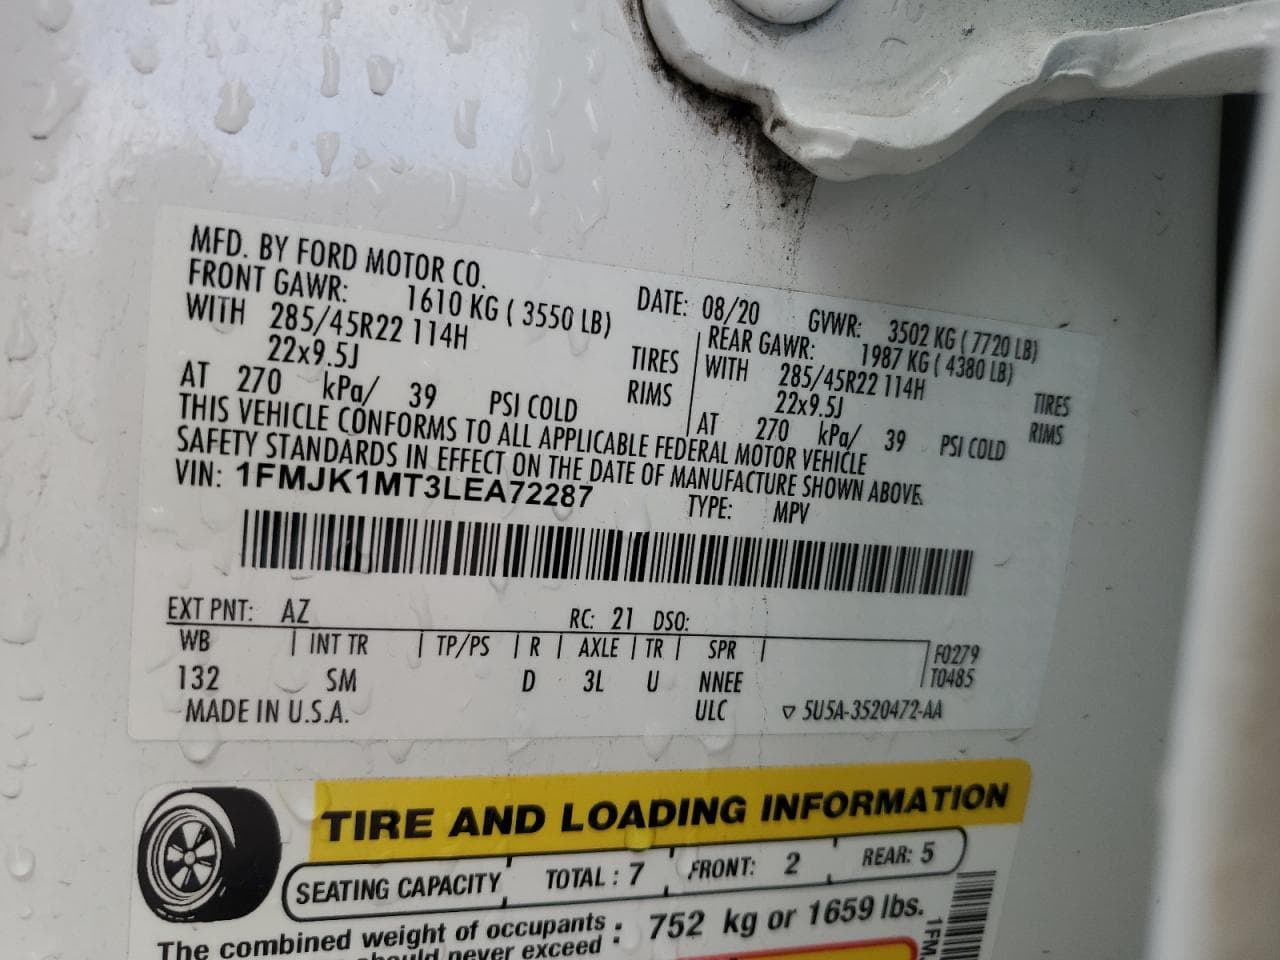 MFD. BY FORD MOTOR CO.
DATE: 08/20 GVWR: 3502 KG ( 7720 LB)
FRONT GAWR: 1610 KG ( 3550 LB)
WITH 285/45R22 114H TIRES
22x9.5J RIMS
AT 270 kPa/ 39 PSI COLD
REAR GAWR: 1987 KG ( 4380 LB)
WITH 285/45R22 114H TIRES
22x9.5J RIMS
AT 270 kPa/ 39 PSI COLD
THIS VEHICLE CONFORMS TO ALL APPLICABLE FEDERAL MOTOR VEHICLE
SAFETY STANDARDS IN EFFECT ON THE DATE OF MANUFACTURE SHOWN ABOVE.
VIN: 1FMJK1MT3LEA72287 TYPE: MPV
EXT PNT: AZ RC: 21 DSO:
WB | INT TR | TP/PS | R | AXLE | TR | SPR | F0279
132 SM D 3L U NNEE T0485
MADE IN U.S.A. ULC ▽ 5U5A-3520472-AA
TIRE AND LOADING INFORMATION
SEATING CAPACITY TOTAL : 7 FRONT: 2 REAR: 5
The combined weight of occupants
should never exceed : 752 kg or 1659 lbs.
1FM